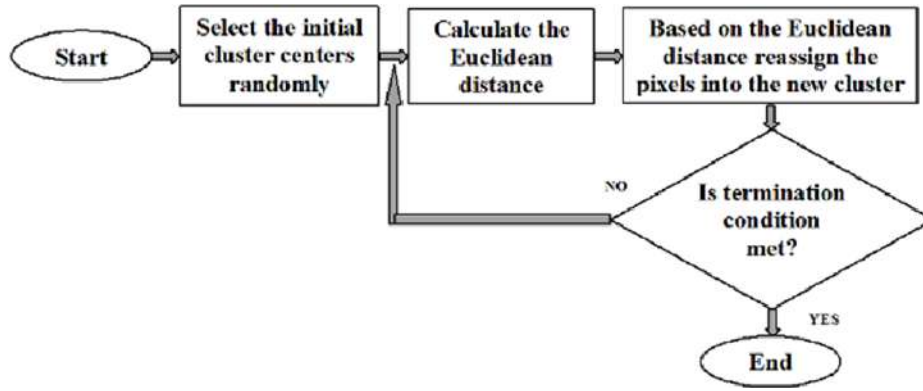 Start
Select the initial
cluster centers
randomly
Calculate the
Euclidean
distance
Based on the Euclidean
distance reassign the
pixels into the new cluster
NO
Is termination
condition
met?
YES
End